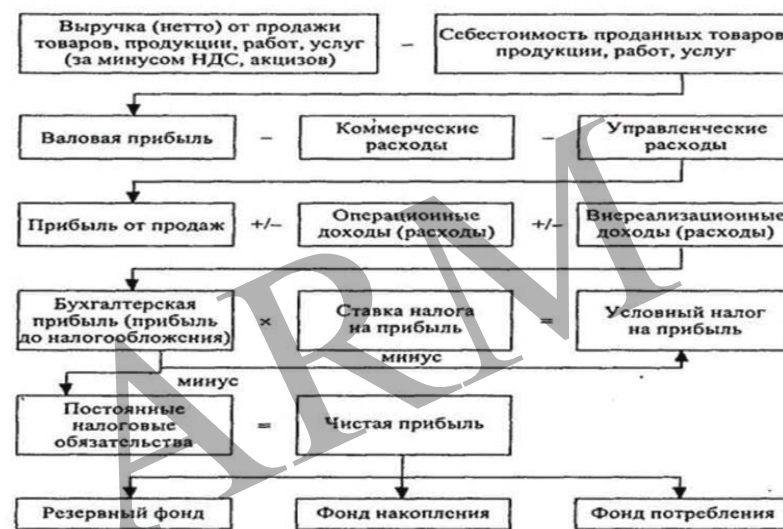 Выручка (нетто) от продажи
товаров, продукции, работ, услуг
(за минусом НДС, акцизов)
–
Себестоимость проданных товаров
продукции, работ, услуг
Валовая прибыль
–
Коммерческие
расходы
–
Управленческие
расходы
Прибыль от продаж
+/–
Операционные
доходы (расходы)
+/–
Внереализационные
доходы (расходы)
Бухгалтерская
прибыль (прибыль
до налогообложения)
×
Ставка налога
на прибыль
=
Условный налог
на прибыль
минус
минус
Постоянные
налоговые
обязательства
=
Чистая прибыль
Резервный фонд
Фонд накопления
Фонд потребления
ARM